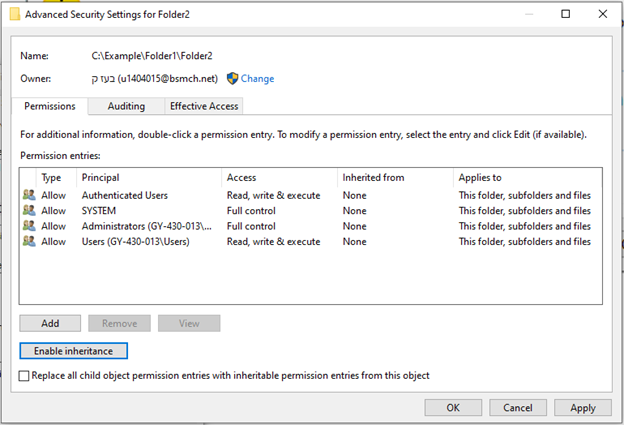 Advanced Security Settings for Folder2
Name: C:\Example\Folder1\Folder2
Owner: בעז ק (u1404015@bsmch.net) Change
Permissions Auditing Effective Access
For additional information, double-click a permission entry. To modify a permission entry, select the entry and click Edit (if available).
Permission entries:
Type Principal Access Inherited from Applies to
Allow Authenticated Users Read, write & execute None This folder, subfolders and files
Allow SYSTEM Full control None This folder, subfolders and files
Allow Administrators (GY-430-013\... Full control None This folder, subfolders and files
Allow Users (GY-430-013\Users) Read, write & execute None This folder, subfolders and files
Add Remove View
Enable inheritance
Replace all child object permission entries with inheritable permission entries from this object
OK Cancel Apply